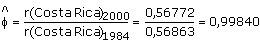 ϕ̂ = r(Costa Rica)2000 / r(Costa Rica)1984 = 0,56772 / 0,56863 = 0,99840